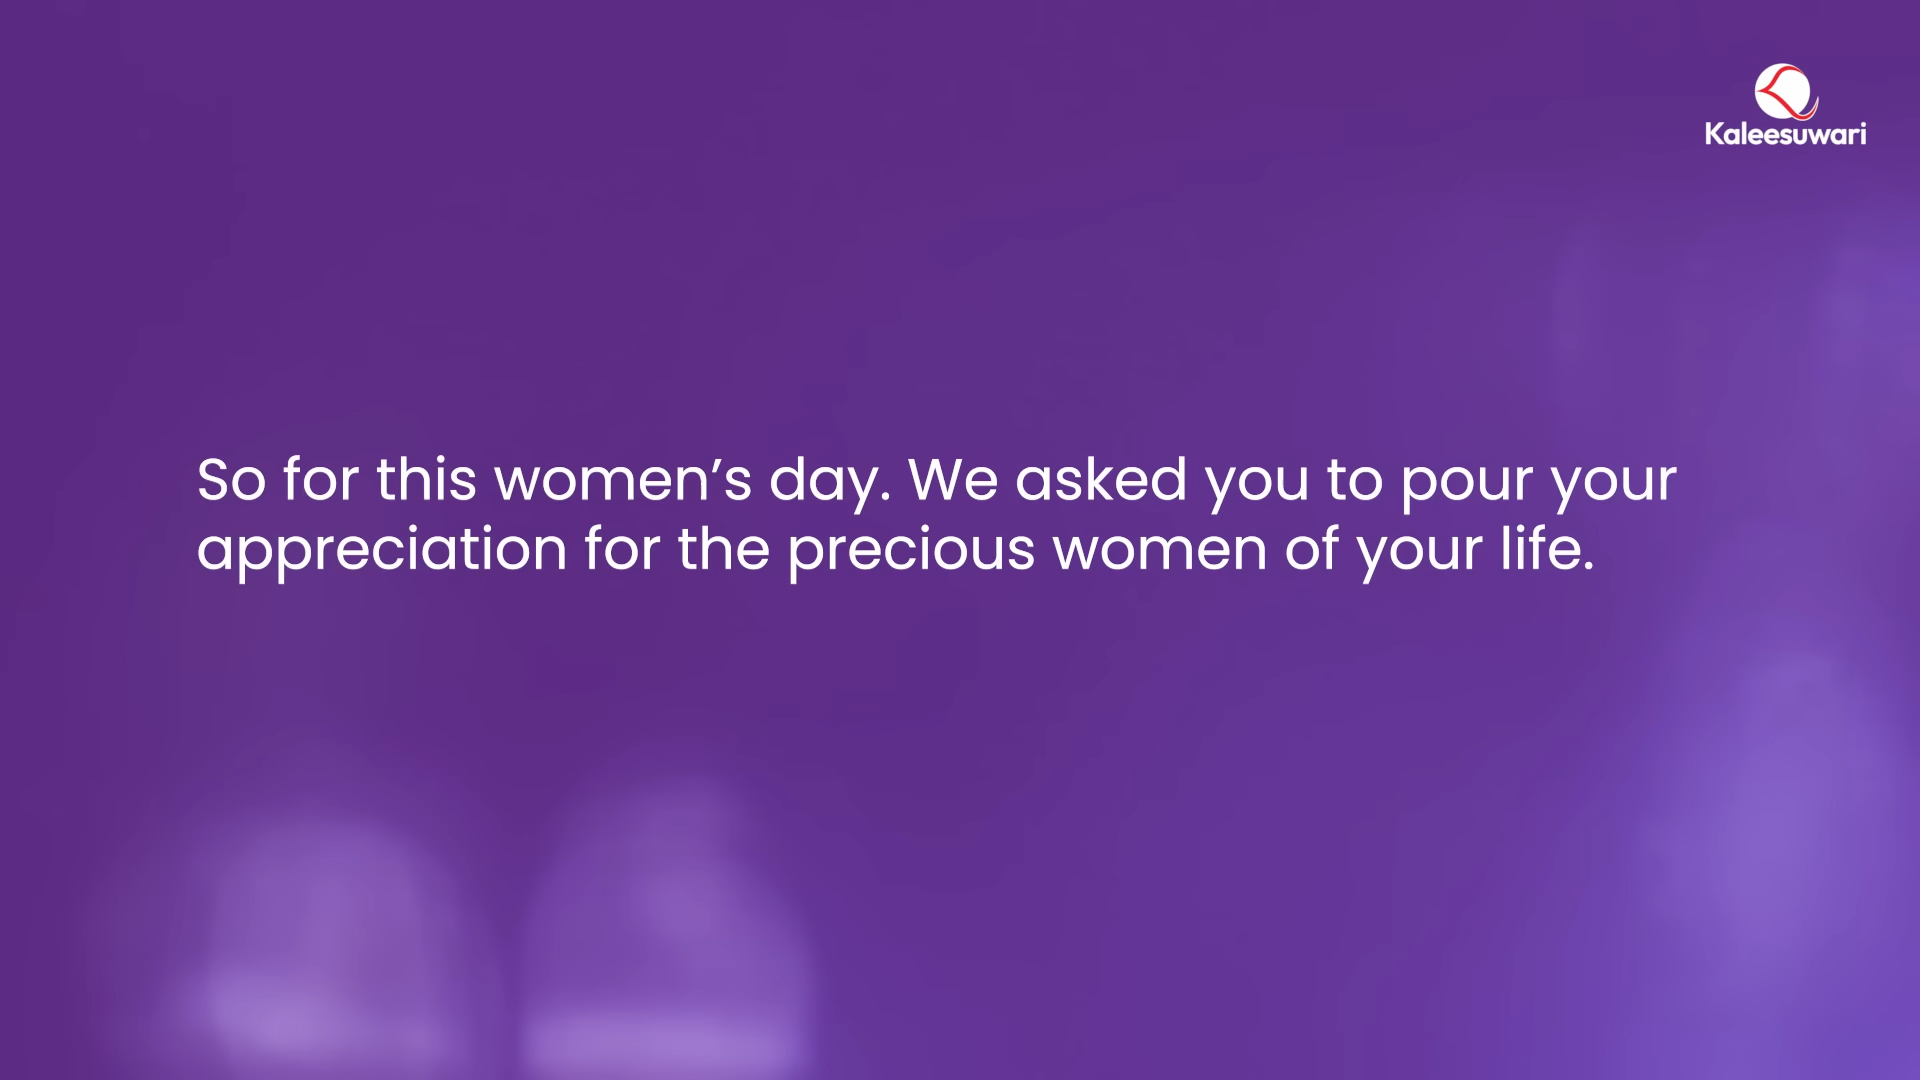 Kaleesuwari
So for this women’s day. We asked you to pour your
appreciation for the precious women of your life.